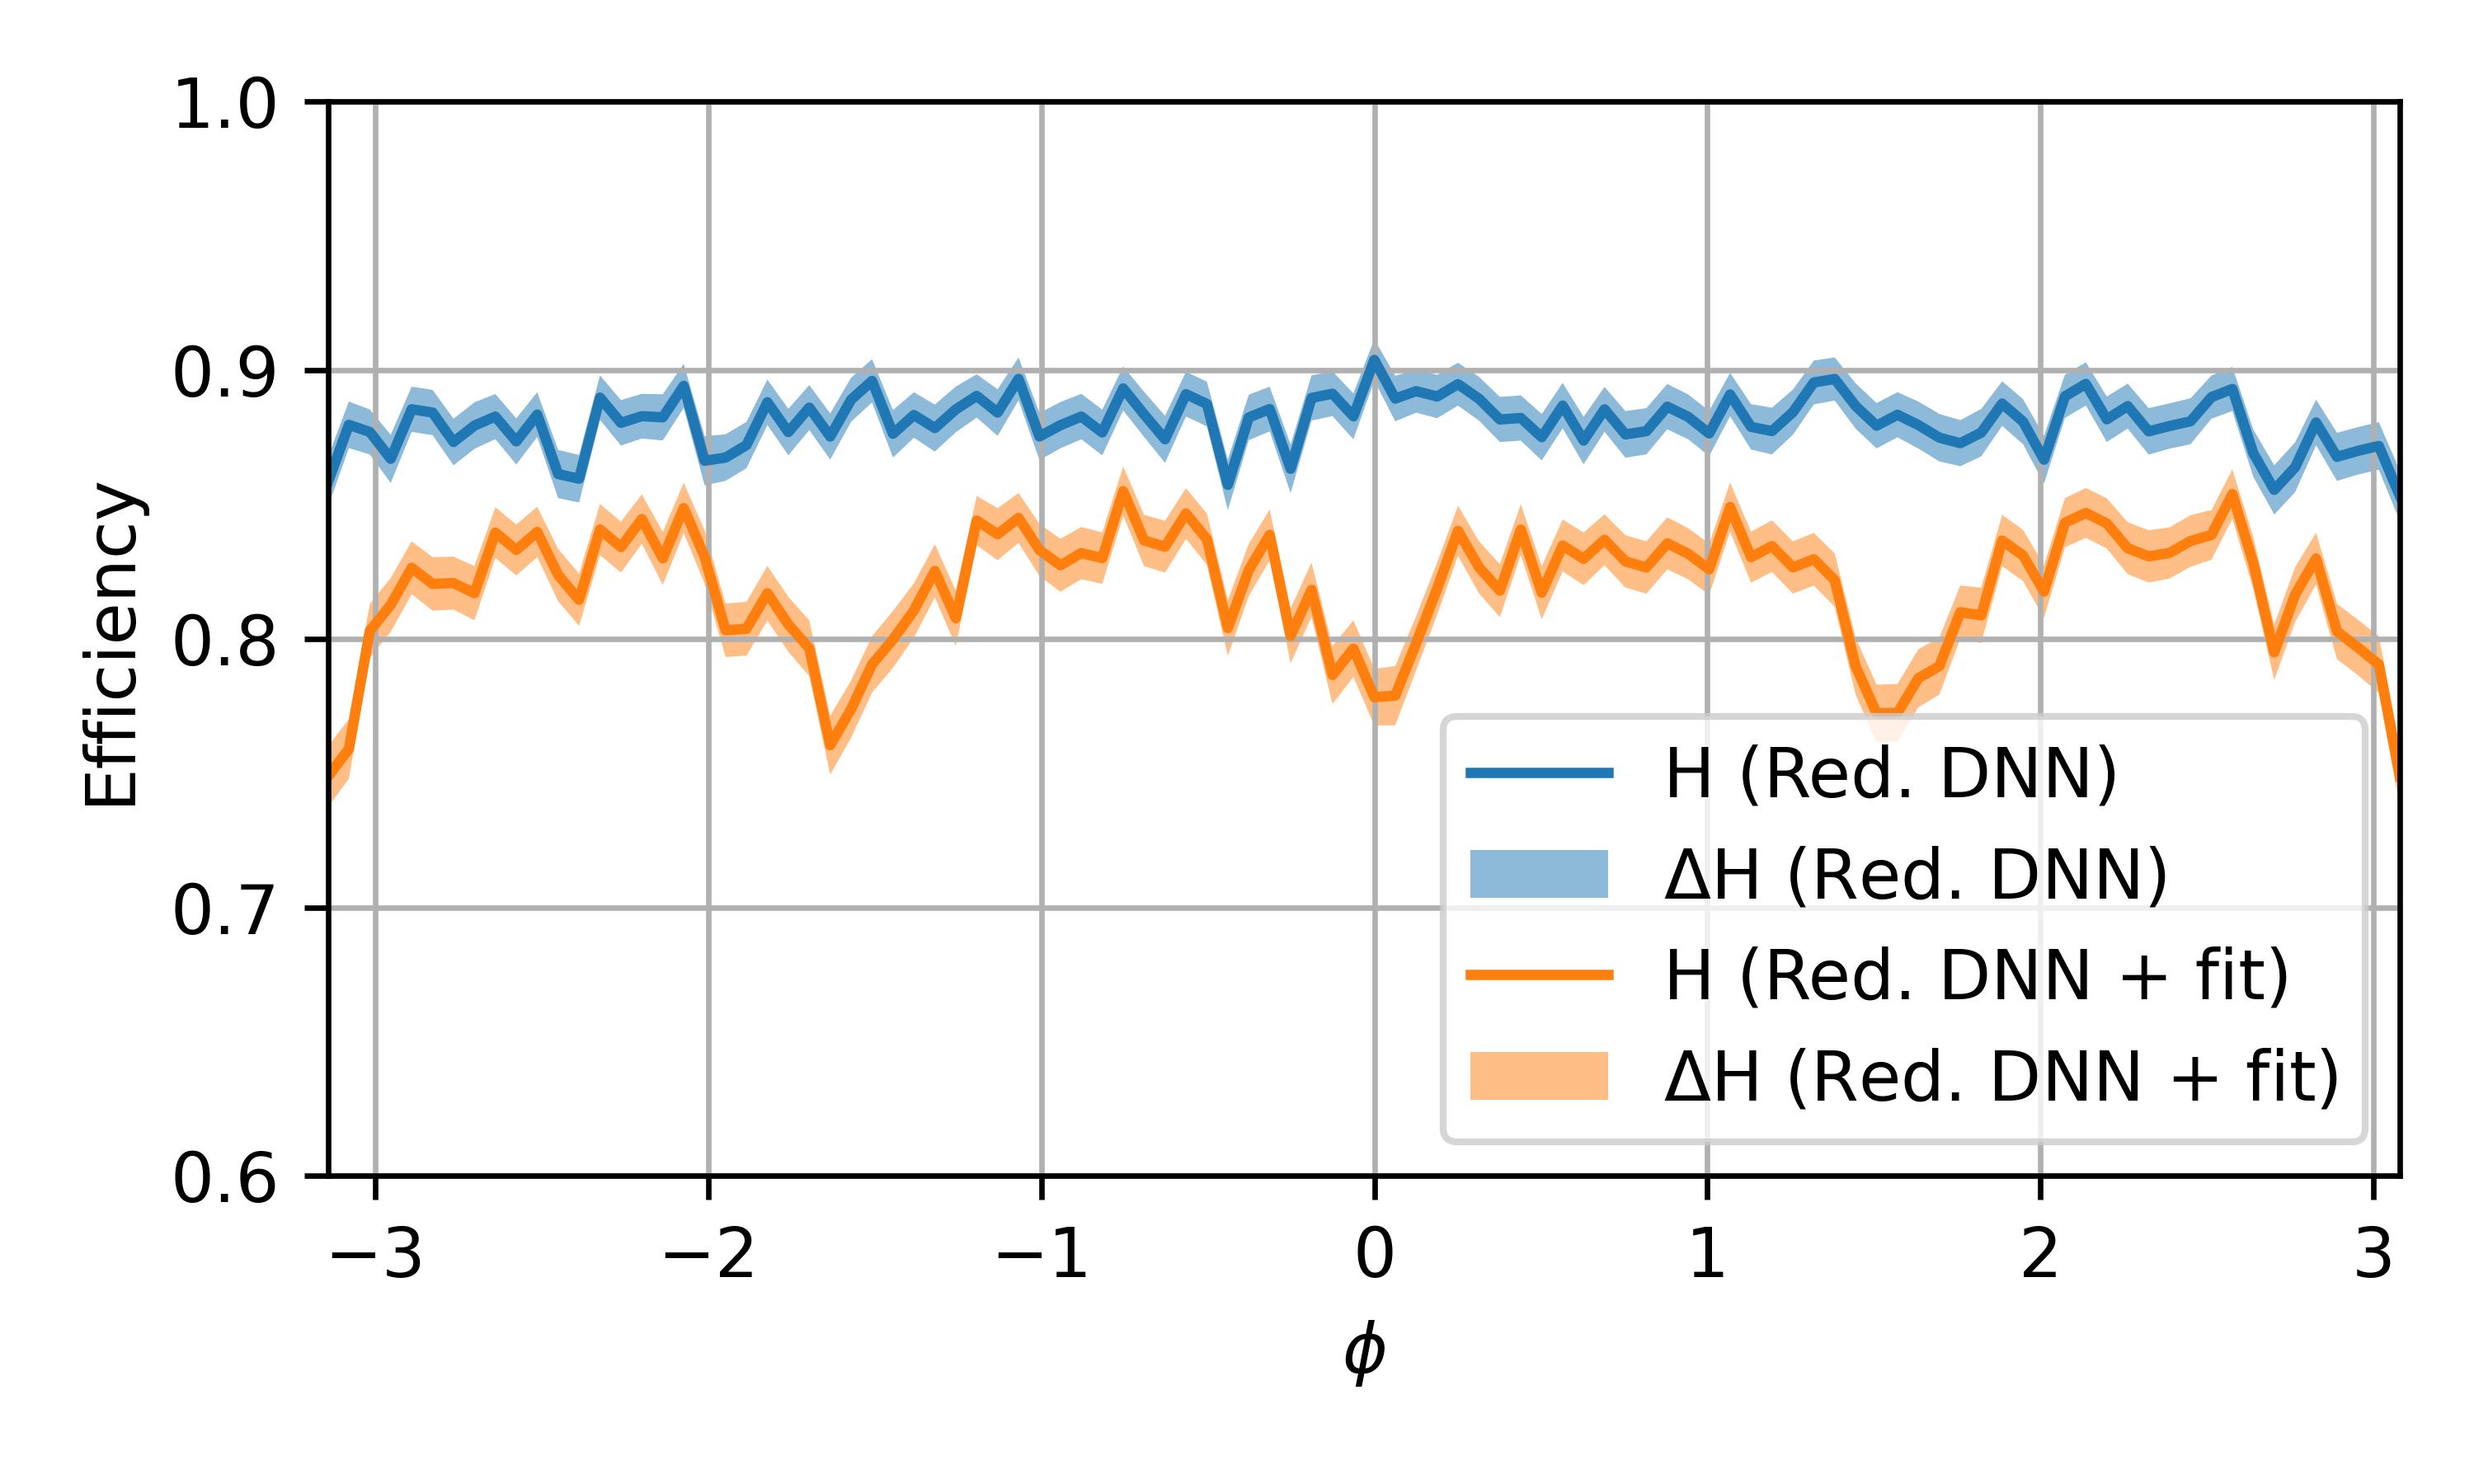 1.0
0.9
0.8
0.7
0.6
Efficiency
−3 −2 −1 0 1 2 3
ϕ
H (Red. DNN)
ΔH (Red. DNN)
H (Red. DNN + fit)
ΔH (Red. DNN + fit)